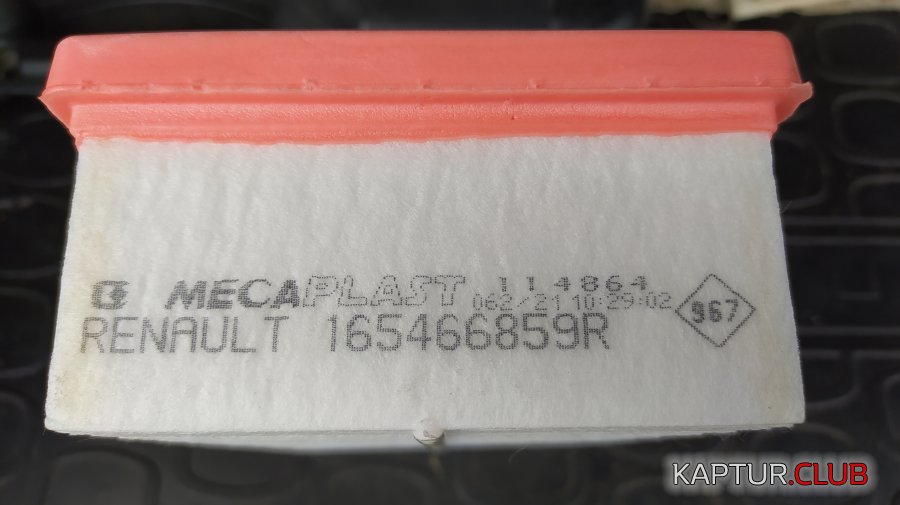 G MECAPLAST 114864
062/21 10:29:02
967
RENAULT 165466859R
KAPTUR.CLUB